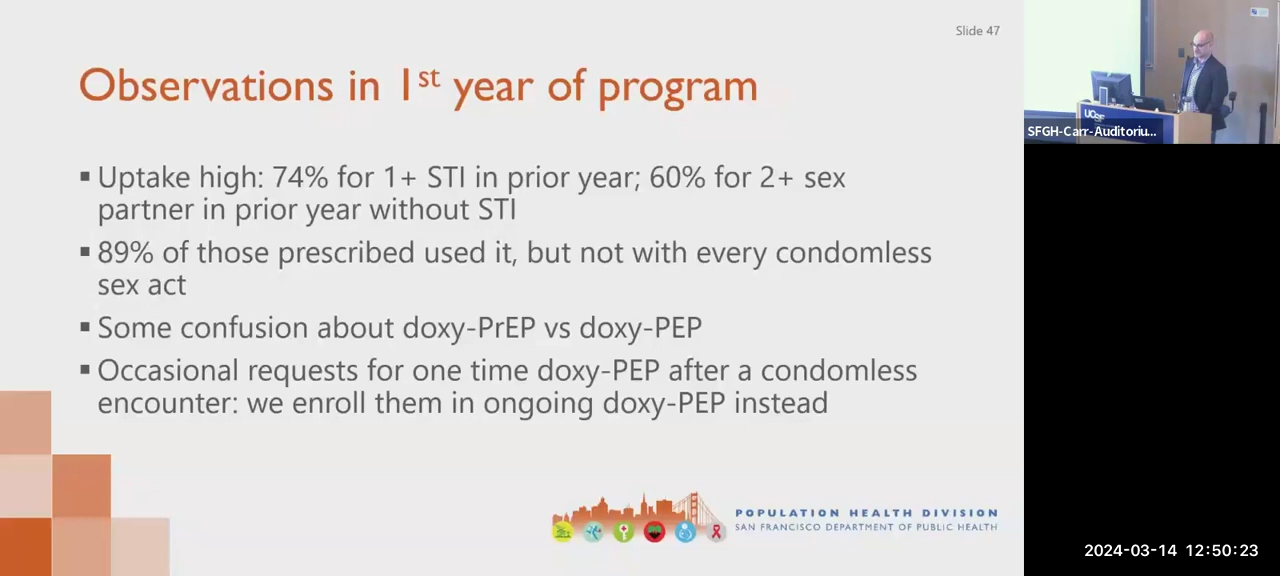 Slide 47
Observations in 1st year of program
▪ Uptake high: 74% for 1+ STI in prior year; 60% for 2+ sex
partner in prior year without STI
▪ 89% of those prescribed used it, but not with every condomless
sex act
▪ Some confusion about doxy-PrEP vs doxy-PEP
▪ Occasional requests for one time doxy-PEP after a condomless
encounter: we enroll them in ongoing doxy-PEP instead
POPULATION HEALTH DIVISION
SAN FRANCISCO DEPARTMENT OF PUBLIC HEALTH
UCSF
SFGH-Carr-Auditoriu...
2024-03-14 12:50:23